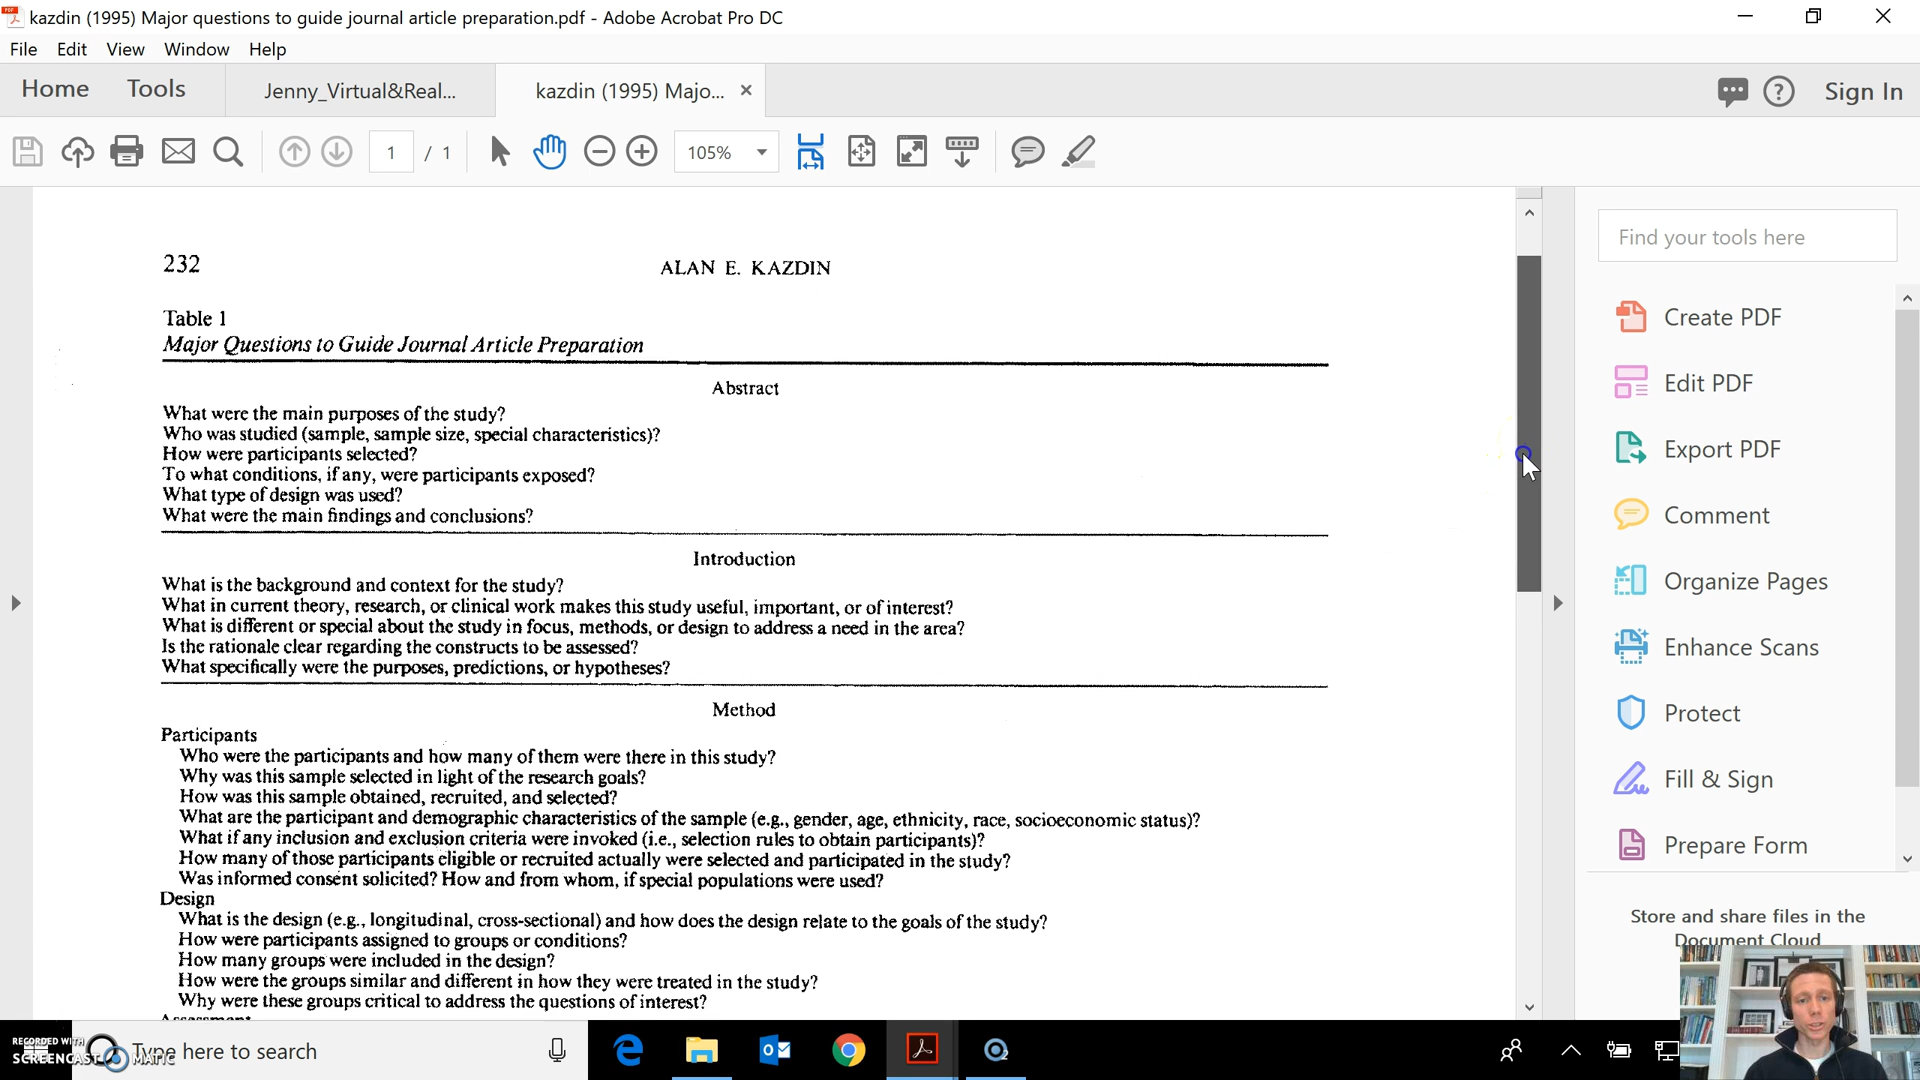 kazdin (1995) Major questions to guide journal article preparation.pdf - Adobe Acrobat Pro DC
File Edit View Window Help
Home Tools Jenny_Virtual&Real... kazdin (1995) Majo... × Sign In
1 / 1 105%
Find your tools here
232 ALAN E. KAZDIN
Table 1
Major Questions to Guide Journal Article Preparation
Abstract
What were the main purposes of the study?
Who was studied (sample, sample size, special characteristics)?
How were participants selected?
To what conditions, if any, were participants exposed?
What type of design was used?
What were the main findings and conclusions?
Introduction
What is the background and context for the study?
What in current theory, research, or clinical work makes this study useful, important, or of interest?
What is different or special about the study in focus, methods, or design to address a need in the area?
Is the rationale clear regarding the constructs to be assessed?
What specifically were the purposes, predictions, or hypotheses?
Method
Participants
Who were the participants and how many of them were there in this study?
Why was this sample selected in light of the research goals?
How was this sample obtained, recruited, and selected?
What are the participant and demographic characteristics of the sample (e.g., gender, age, ethnicity, race, socioeconomic status)?
What if any inclusion and exclusion criteria were invoked (i.e., selection rules to obtain participants)?
How many of those participants eligible or recruited actually were selected and participated in the study?
Was informed consent solicited? How and from whom, if special populations were used?
Design
What is the design (e.g., longitudinal, cross-sectional) and how does the design relate to the goals of the study?
How were participants assigned to groups or conditions?
How many groups were included in the design?
How were the groups similar and different in how they were treated in the study?
Why were these groups critical to address the questions of interest?
Create PDF
Edit PDF
Export PDF
Comment
Organize Pages
Enhance Scans
Protect
Fill & Sign
Prepare Form
Store and share files in the
Document Cloud
RECORDED WITH
SCREENCAST MATIC
Type here to search